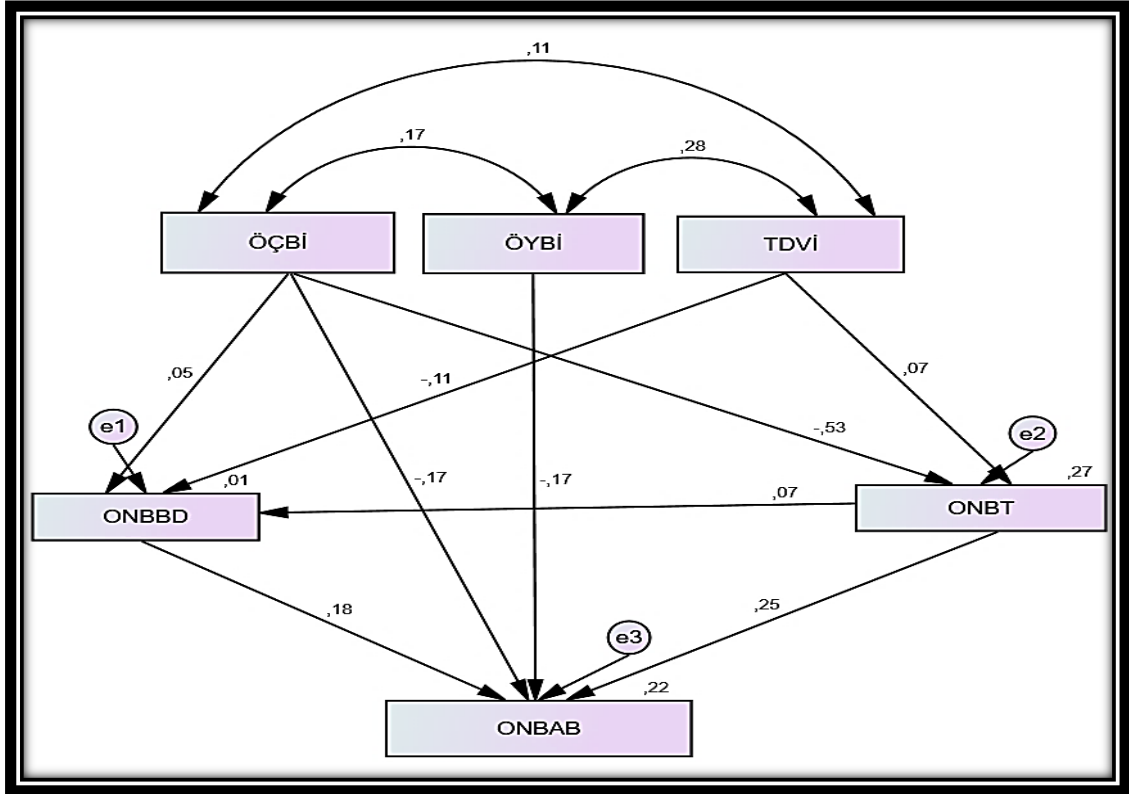 ,11
,17
,28
ÖÇBİ
ÖYBİ
TDVİ
,05
-,11
,07
e1
-,53
e2
,01
-,17
-,17
,07
,27
ONBBD
ONBT
,18
,25
e3
,22
ONBAB